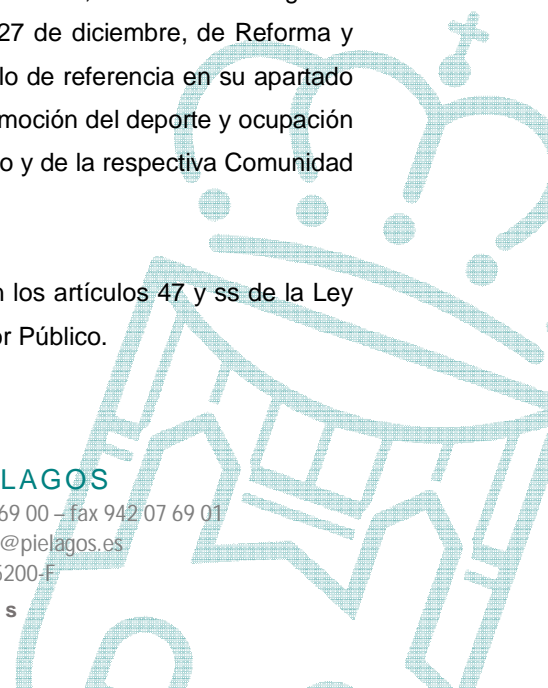 27 de diciembre, de Reforma y
lo de referencia en su apartado
moción del deporte y ocupación
o y de la respectiva Comunidad
n los artículos 47 y ss de la Ley
or Público.
LAGOS
69 00 – fax 942 07 69 01
@pielagos.es
5200-F
s